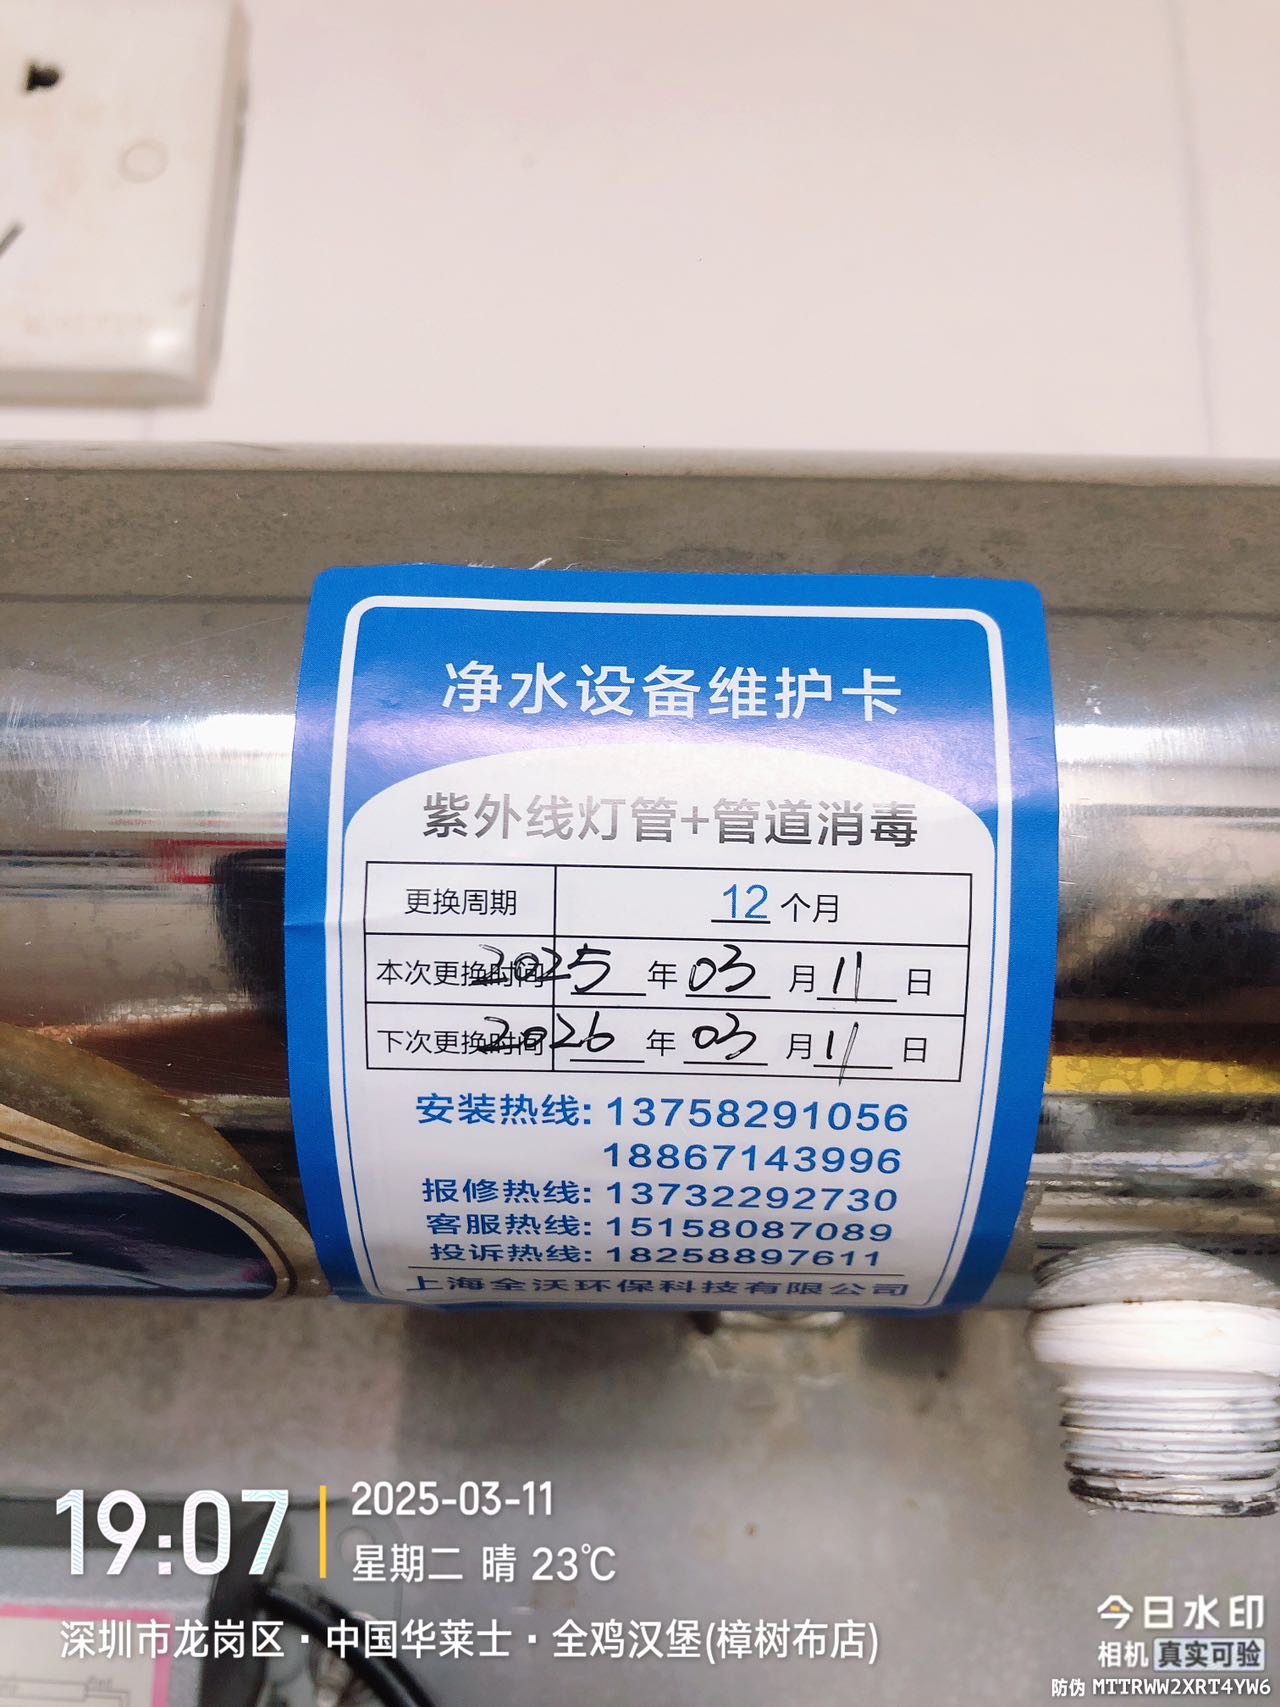 净水设备维护卡
紫外线灯管+管道消毒
更换周期 12 个月
本次更换时间 2025 年 03 月 11 日
下次更换时间 2026 年 03 月 11 日
安装热线: 13758291056
18867143996
报修热线: 13732292730
客服热线: 15158087089
投诉热线: 18258897611
上海全沃环保科技有限公司
19:07
2025-03-11
星期二 晴 23℃
深圳市龙岗区·中国华莱士·全鸡汉堡(樟树布店)
今日水印
相机 真实可验
防伪 MTTRWW2XRT4YW6